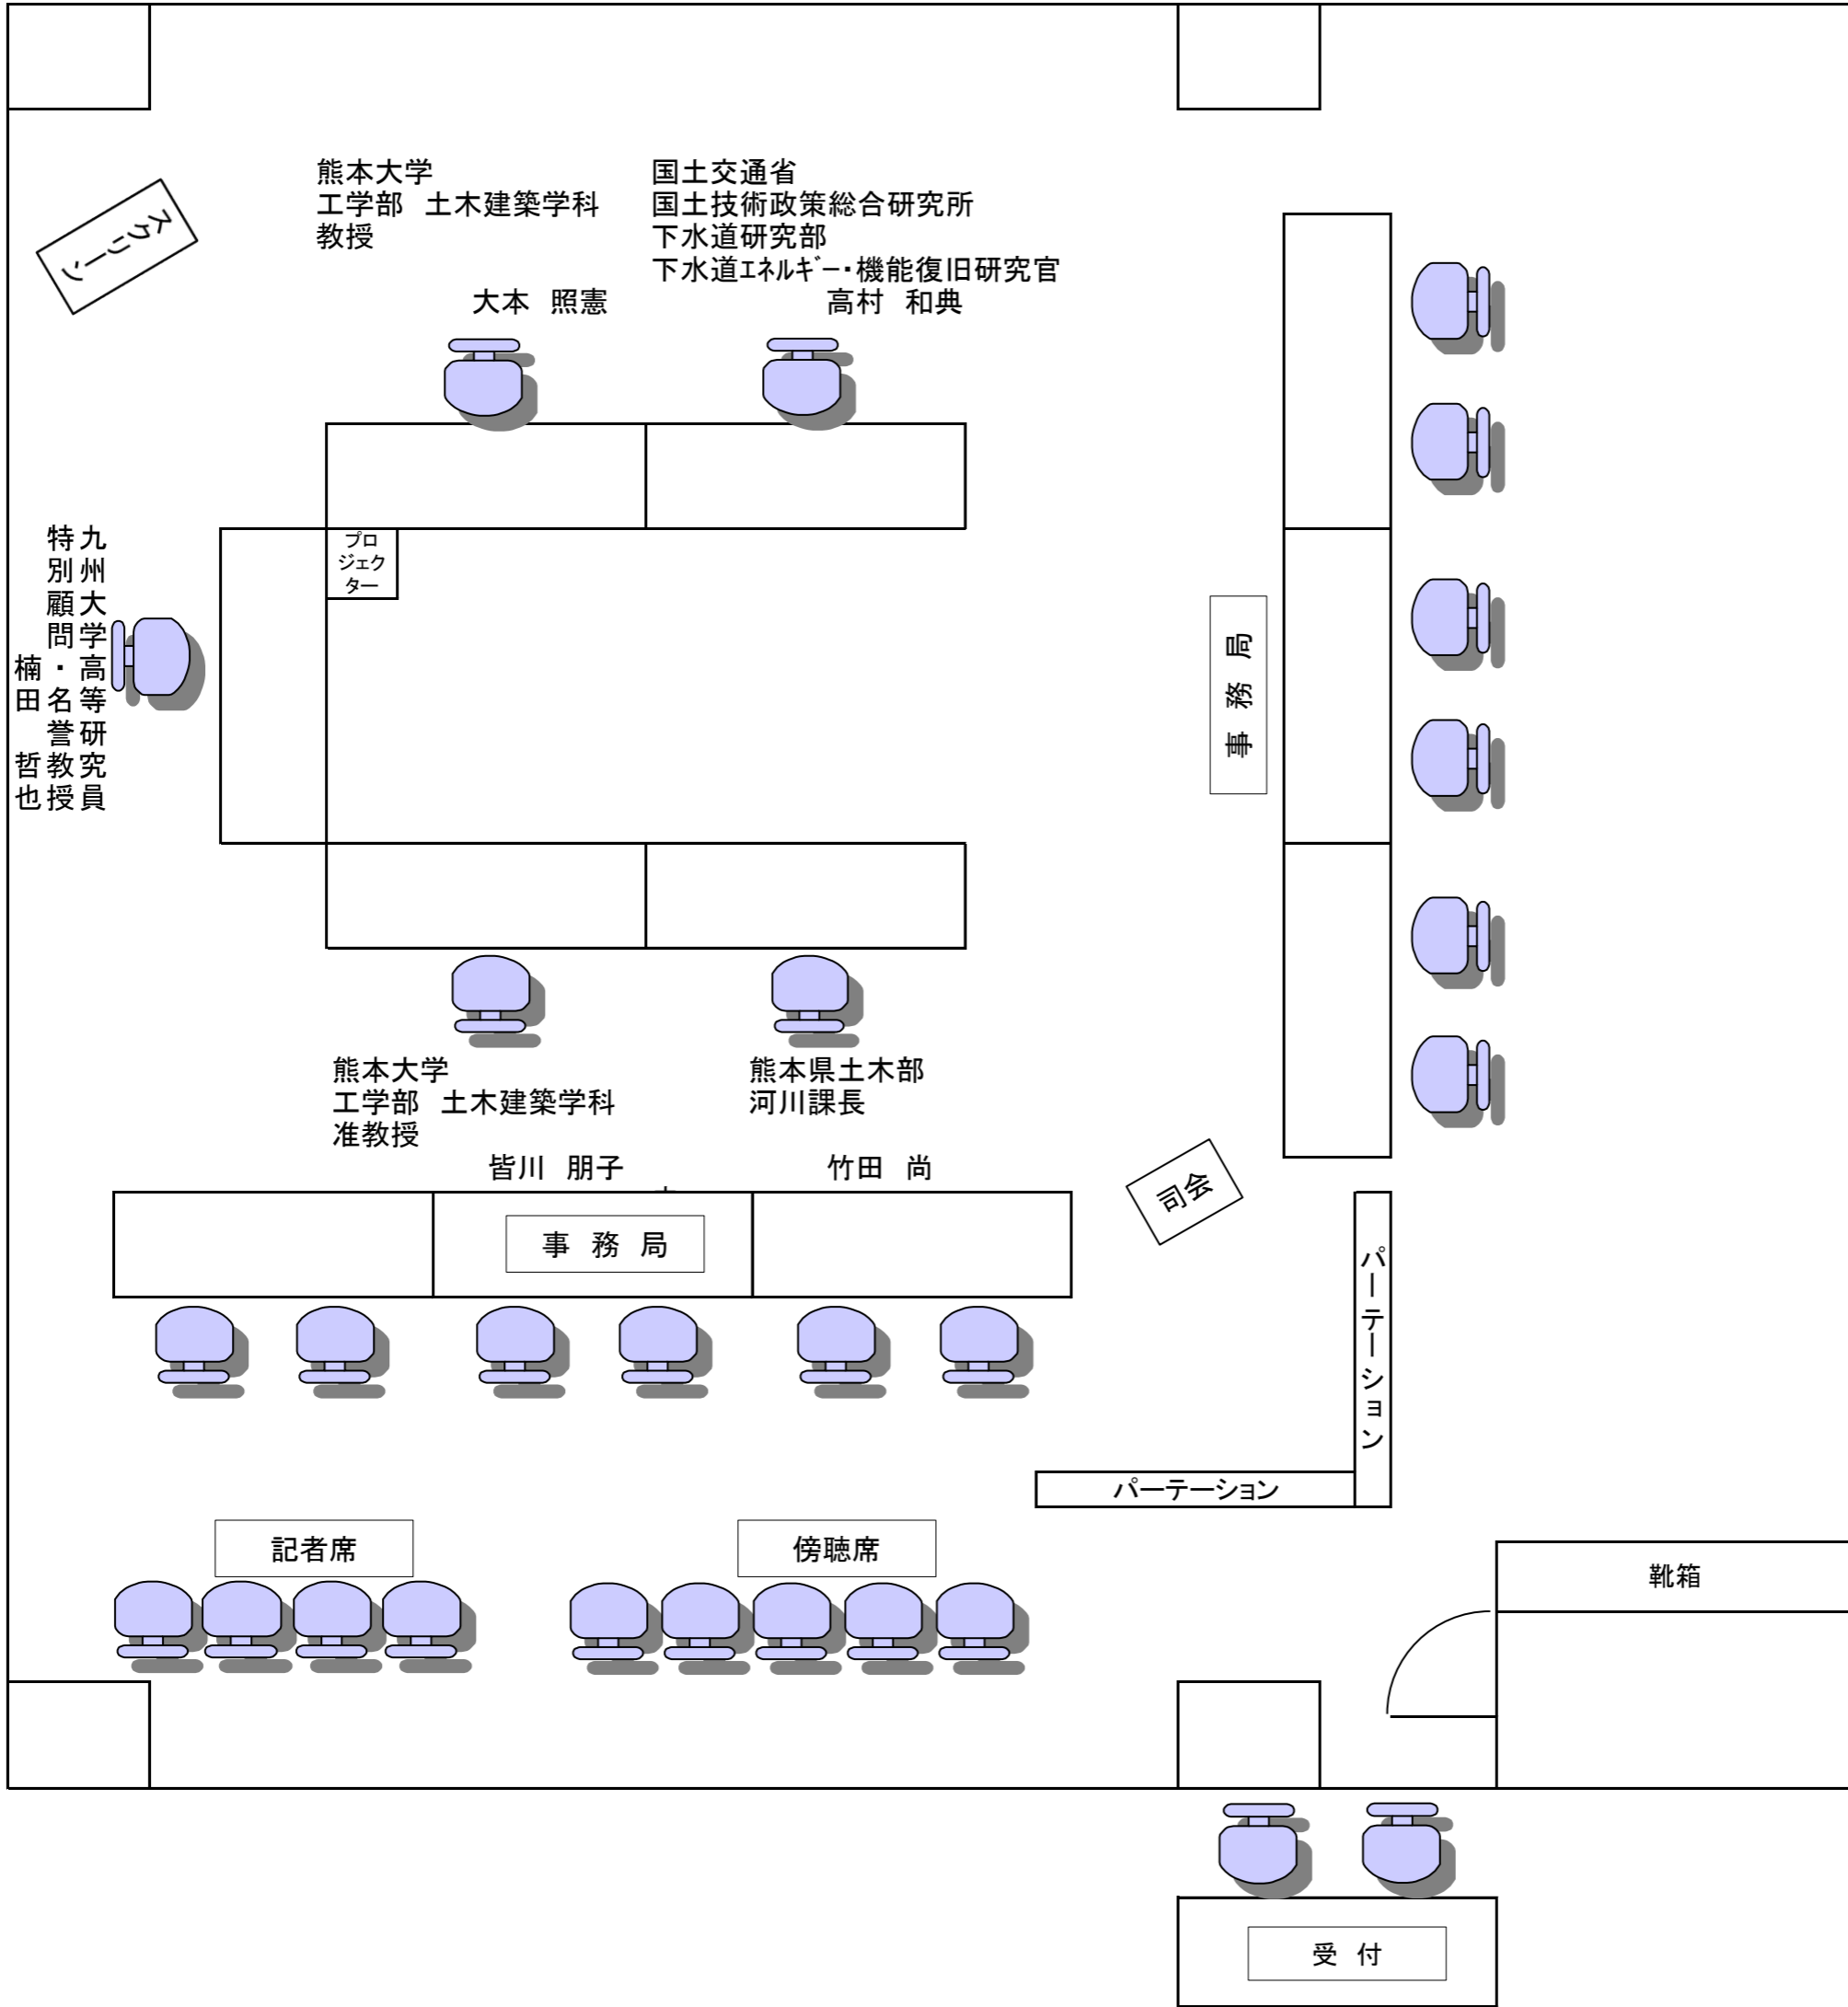 スクリーン
熊本大学
工学部 土木建築学科
教授
大本 照憲
国土交通省
国土技術政策総合研究所
下水道研究部
下水道エネルギー・機能復旧研究官
高村 和典
九州大学高等研究員
特別顧問・名誉教授
楠田 哲也
プロ
ジェク
ター
事務局
熊本大学
工学部 土木建築学科
准教授
皆川 朋子
熊本県土木部
河川課長
竹田 尚
司会
事務局
パーテーション
パーテーション
記者席
傍聴席
靴箱
受付